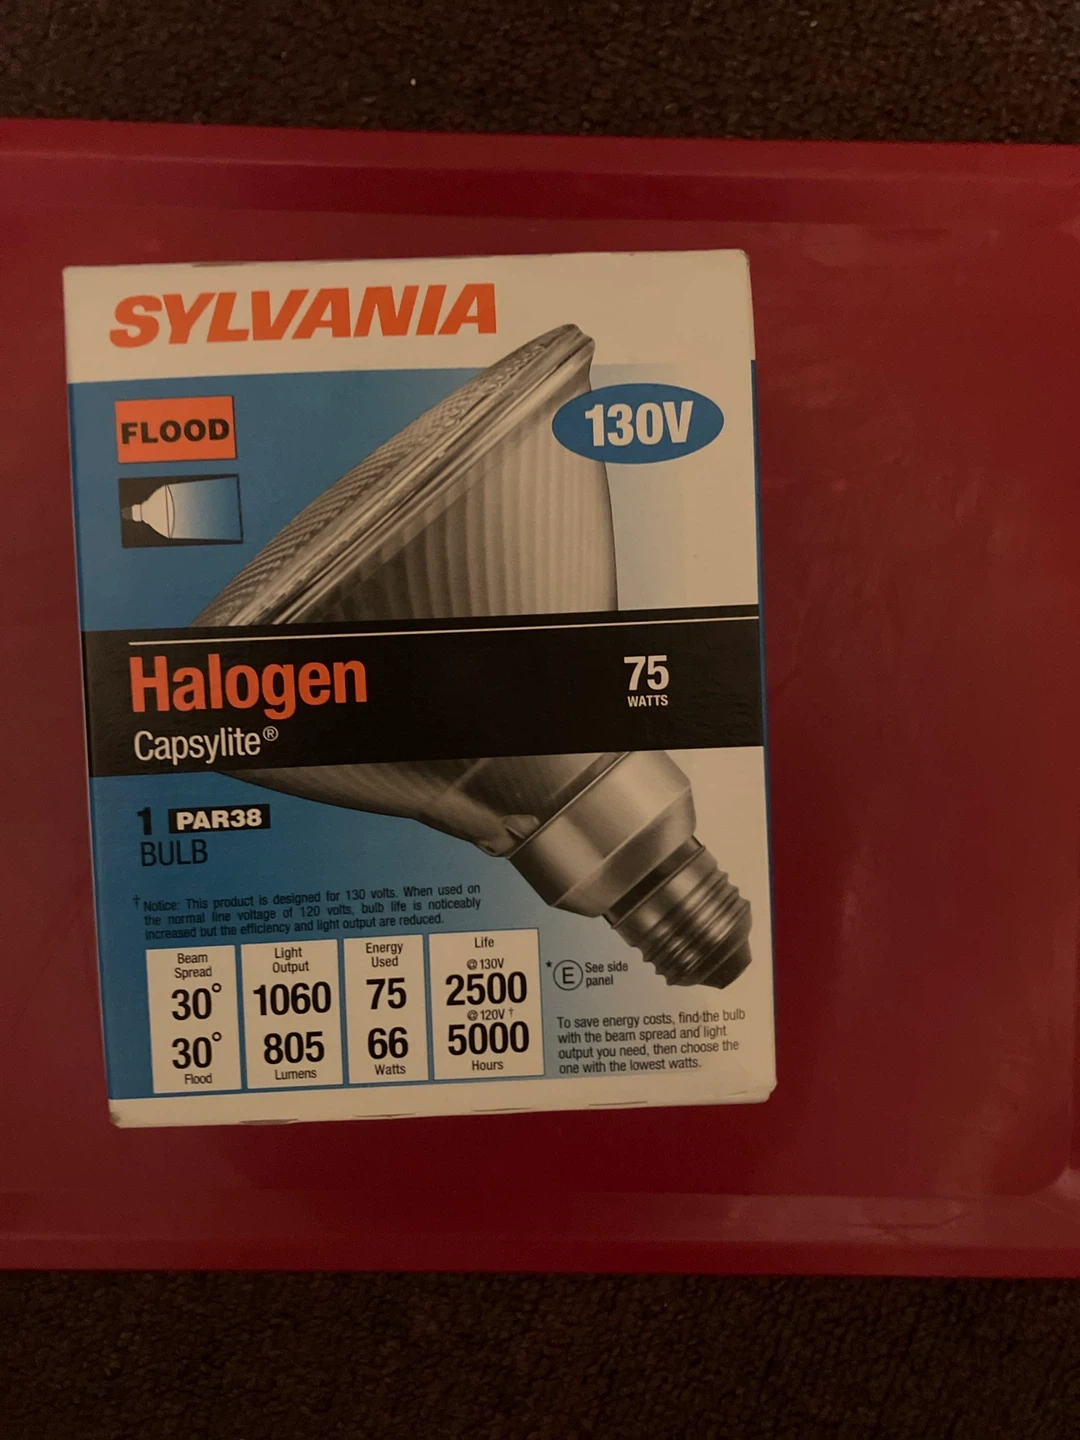 SYLVANIA
FLOOD
130V
Halogen
Capsylite®
75
WATTS
1 PAR38
BULB
† Notice: This product is designed for 130 volts. When used on
the normal line voltage of 120 volts, bulb life is noticeably
increased but the efficiency and light output are reduced.
Beam
Spread
30°
30°
Flood
Light
Output
1060
805
Lumens
Energy
Used
75
66
Watts
Life
@130V
2500
@120V †
5000
Hours
* E See side
panel
To save energy costs, find the bulb
with the beam spread and light
output you need, then choose the
one with the lowest watts.